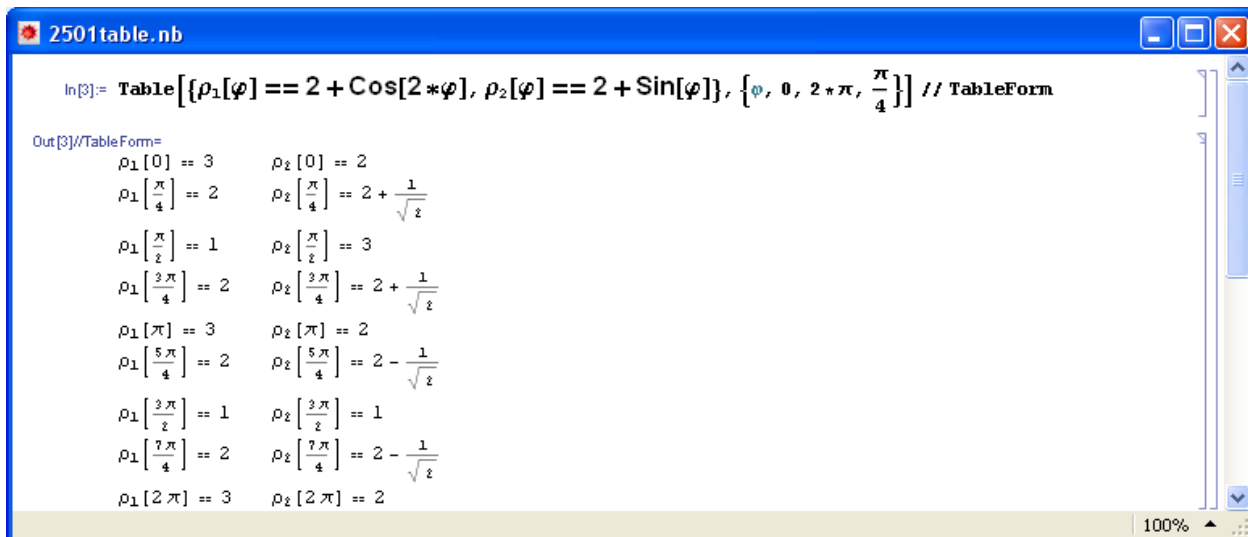 2501table.nb
In[3]:= Table[{ρ₁[φ] == 2 + Cos[2 * φ], ρ₂[φ] == 2 + Sin[φ]}, {φ, 0, 2 * π, π/4}] // TableForm
Out[3]//TableForm=
ρ₁[0] == 3 ρ₂[0] == 2
ρ₁[π/4] == 2 ρ₂[π/4] == 2 + 1/√2
ρ₁[π/2] == 1 ρ₂[π/2] == 3
ρ₁[3π/4] == 2 ρ₂[3π/4] == 2 + 1/√2
ρ₁[π] == 3 ρ₂[π] == 2
ρ₁[5π/4] == 2 ρ₂[5π/4] == 2 - 1/√2
ρ₁[3π/2] == 1 ρ₂[3π/2] == 1
ρ₁[7π/4] == 2 ρ₂[7π/4] == 2 - 1/√2
ρ₁[2π] == 3 ρ₂[2π] == 2
100%